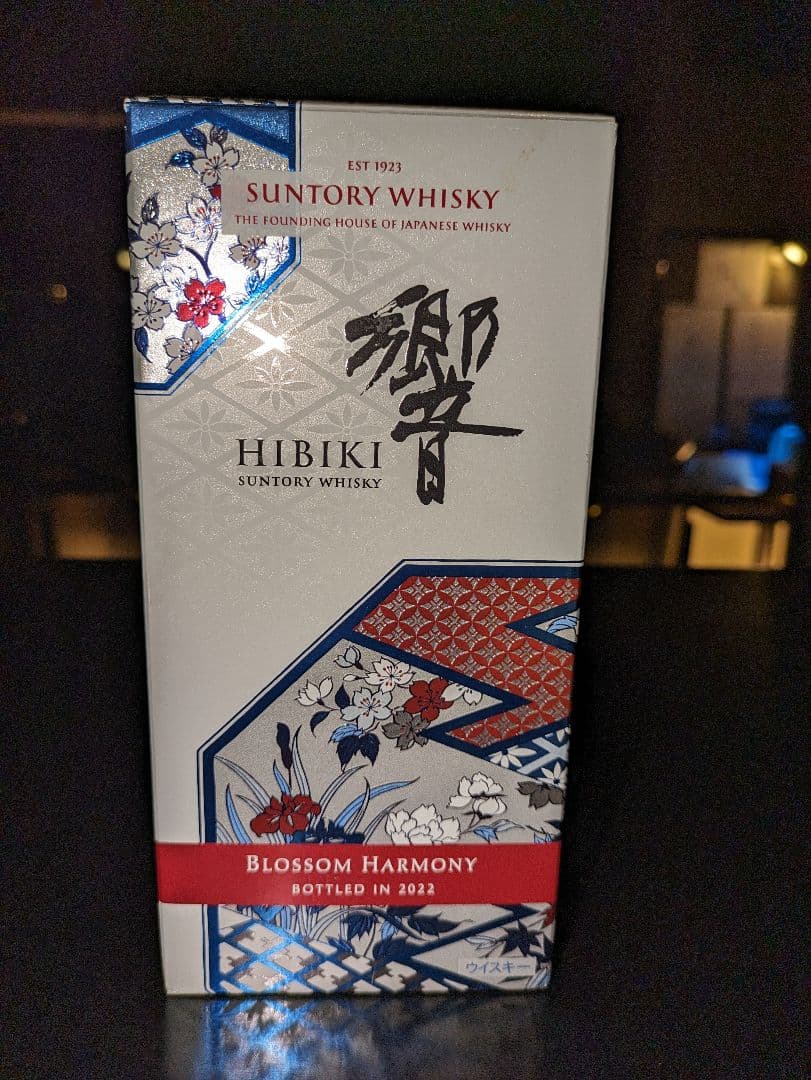 EST 1923
SUNTORY WHISKY
THE FOUNDING HOUSE OF JAPANESE WHISKY
響
HIBIKI
SUNTORY WHISKY
BLOSSOM HARMONY
BOTTLED IN 2022
ウイスキー